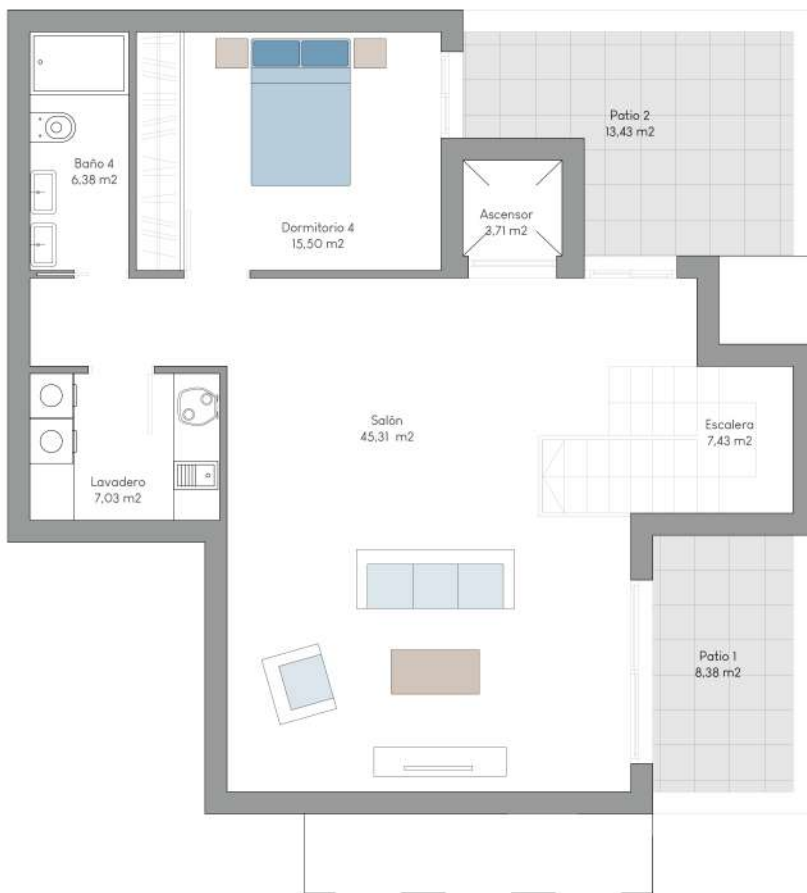 Patio 2
13,43 m2
Baño 4
6,38 m2
Dormitorio 4
15,50 m2
Ascensor
3,71 m2
Salón
45,31 m2
Escalera
7,43 m2
Lavadero
7,03 m2
Patio 1
8,38 m2